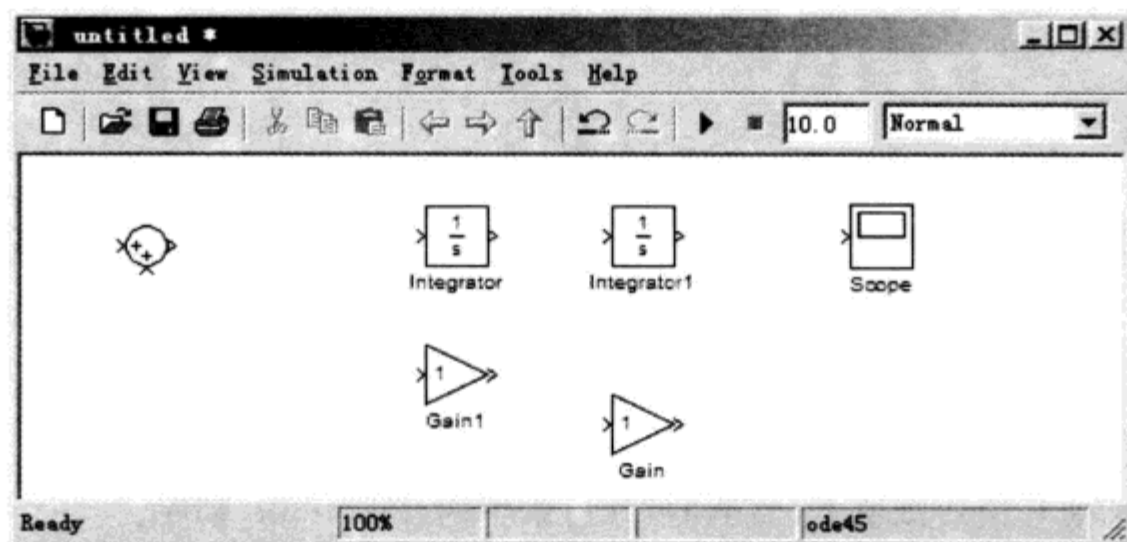 untitled *
File Edit View Simulation Format Tools Help
10.0 Normal
+ +
1
s
Integrator
1
s
Integrator1
Scope
1
Gain1
1
Gain
Ready 100% ode45